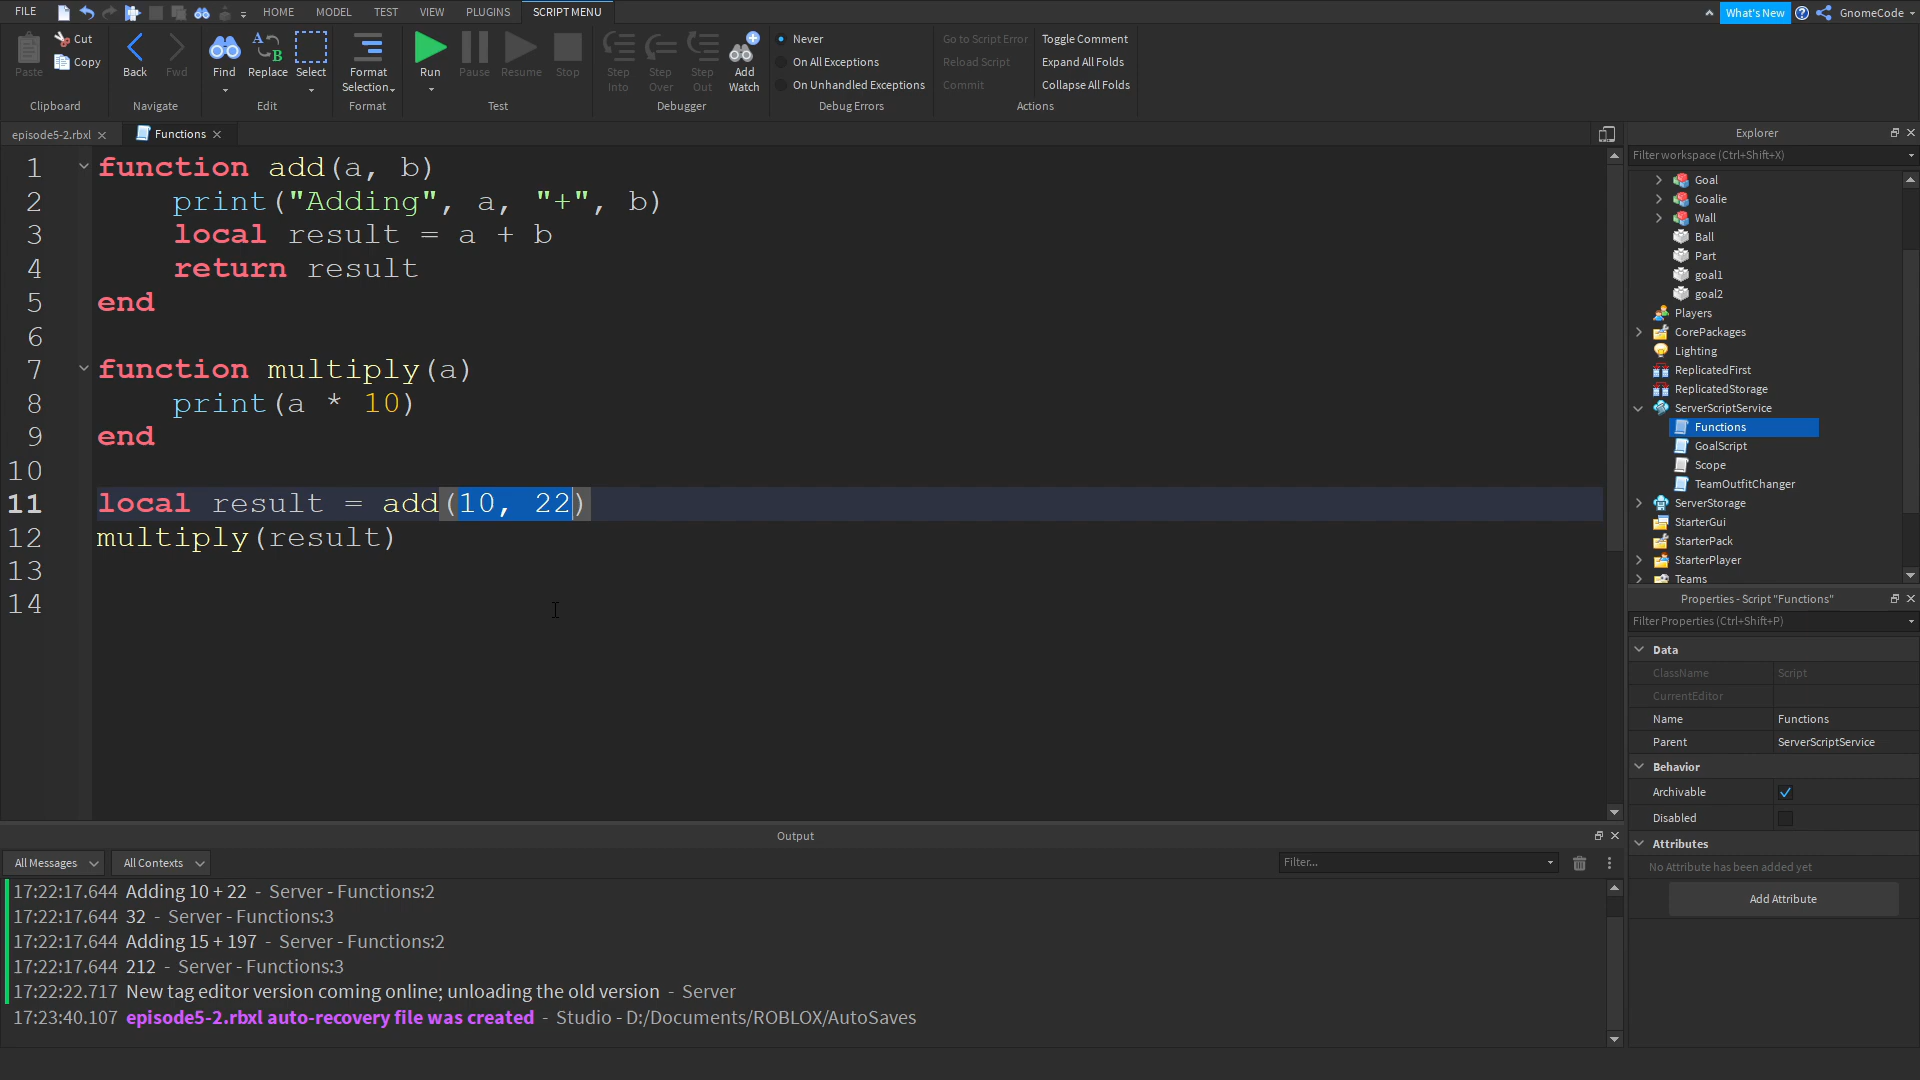 FILE HOME MODEL TEST VIEW PLUGINS SCRIPT MENU What's New GnomeCode
Paste Cut Copy Back Fwd Find Replace Select Format Selection Run Pause Resume Stop Step Into Step Over Step Out Add Watch
Never Go to Script Error Toggle Comment
On All Exceptions Reload Script Expand All Folds
On Unhandled Exceptions Commit Collapse All Folds
Clipboard Navigate Edit Format Test Debugger Debug Errors Actions
episode5-2.rbxl Functions
1 function add(a, b)
2 print("Adding", a, "+", b)
3 local result = a + b
4 return result
5 end
6
7 function multiply(a)
8 print(a * 10)
9 end
10
11 local result = add(10, 22)
12 multiply(result)
13
14
Explorer
Filter workspace (Ctrl+Shift+X)
Goal
Goalie
Wall
Ball
Part
goal1
goal2
Players
CorePackages
Lighting
ReplicatedFirst
ReplicatedStorage
ServerScriptService
Functions
GoalScript
Scope
TeamOutfitChanger
ServerStorage
StarterGui
StarterPack
StarterPlayer
Teams
Properties - Script "Functions"
Filter Properties (Ctrl+Shift+P)
Data
ClassName Script
CurrentEditor
Name Functions
Parent ServerScriptService
Behavior
Archivable
Disabled
Attributes
No Attribute has been added yet
Add Attribute
Output
All Messages All Contexts Filter...
17:22:17.644 Adding 10 + 22 - Server - Functions:2
17:22:17.644 32 - Server - Functions:3
17:22:17.644 Adding 15 + 197 - Server - Functions:2
17:22:17.644 212 - Server - Functions:3
17:22:22.717 New tag editor version coming online; unloading the old version - Server
17:23:40.107 episode5-2.rbxl auto-recovery file was created - Studio - D:/Documents/ROBLOX/AutoSaves